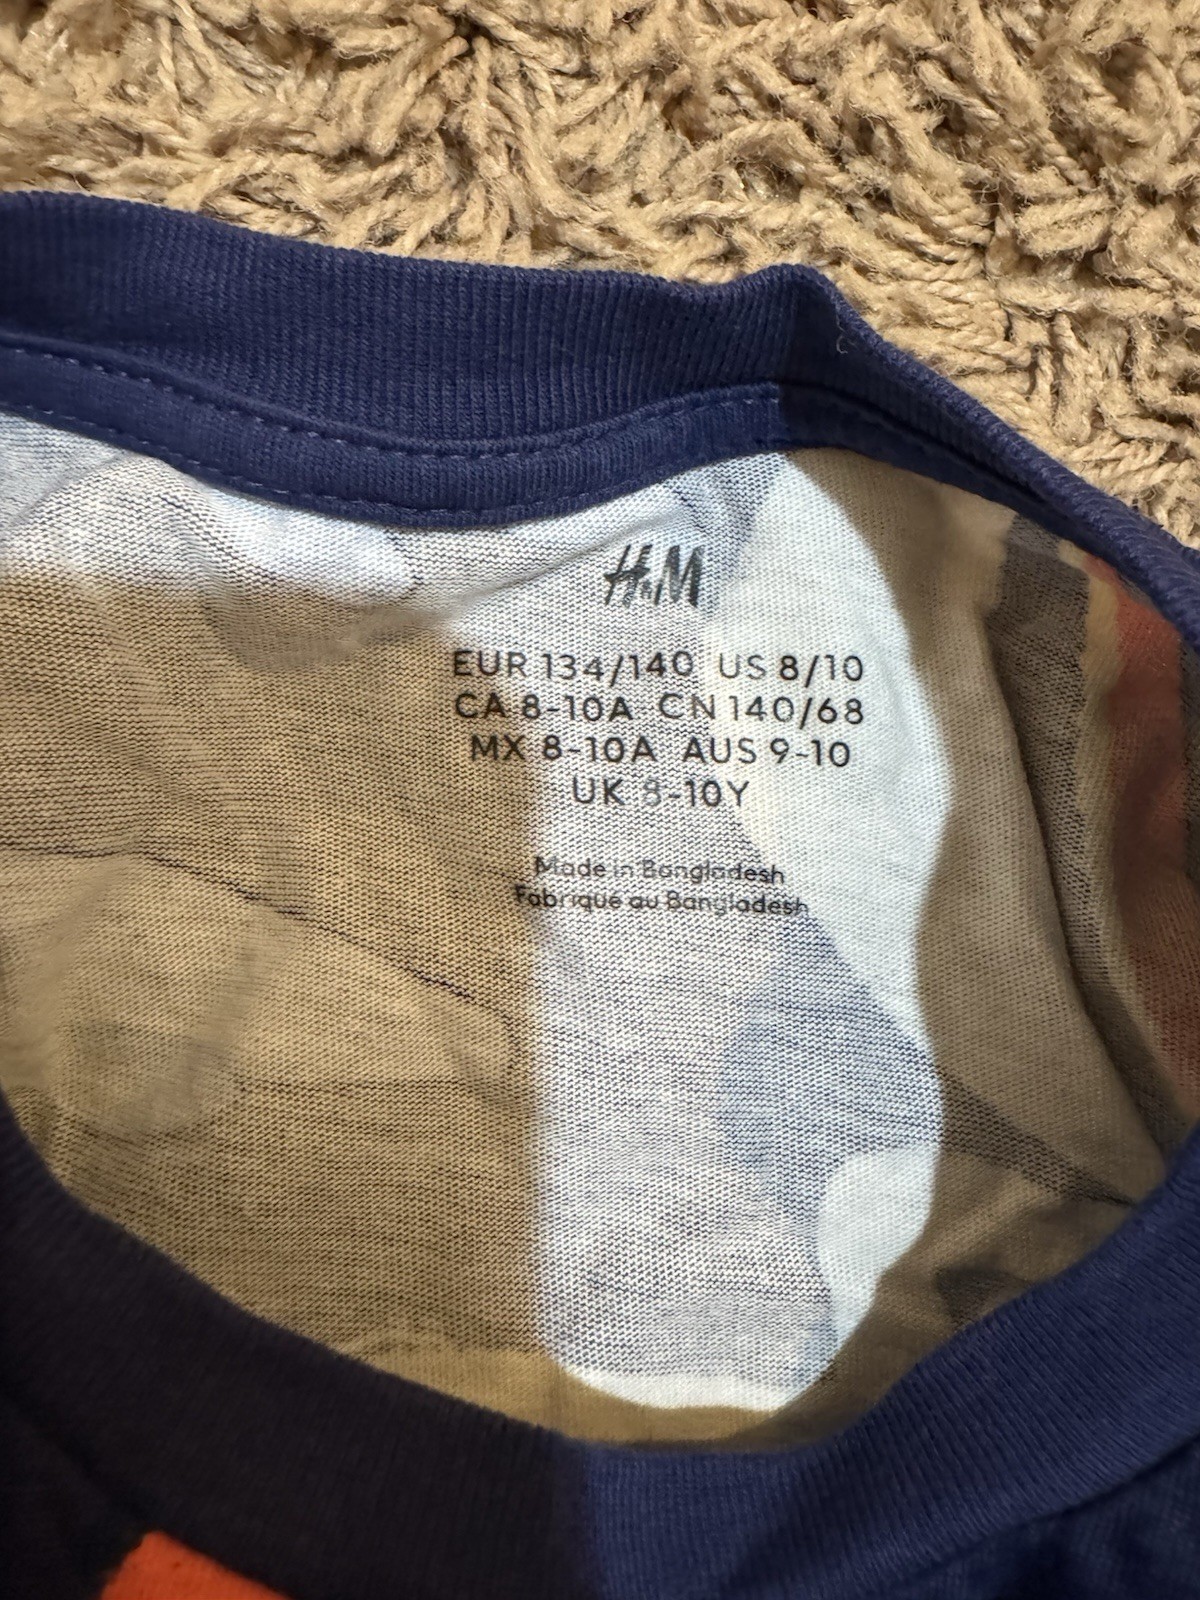 H&M
EUR 134/140 US 8/10
CA 8-10A CN 140/68
MX 8-10A AUS 9-10
UK 8-10Y
Made in Bangladesh
Fabriqué au Bangladesh